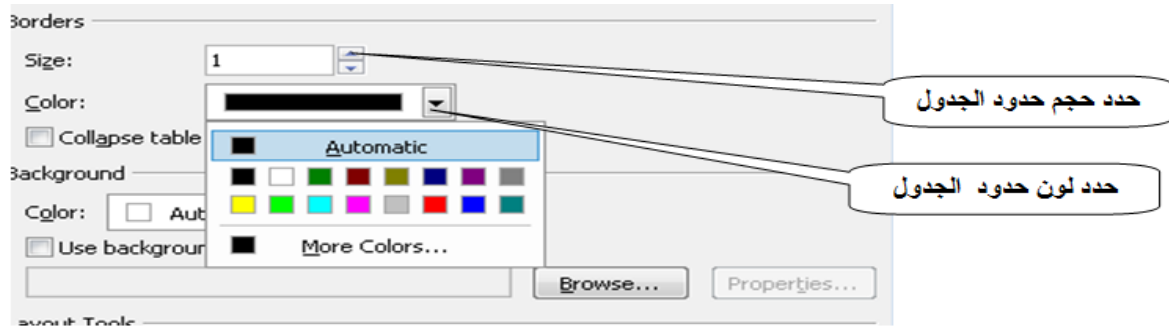 Borders
Size:
1
حدد حجم حدود الجدول
Color:
Collapse table
Automatic
حدد لون حدود الجدول
Background
Color:
Aut
Use backgrour
More Colors...
Browse...
Properties...
ayout Tools